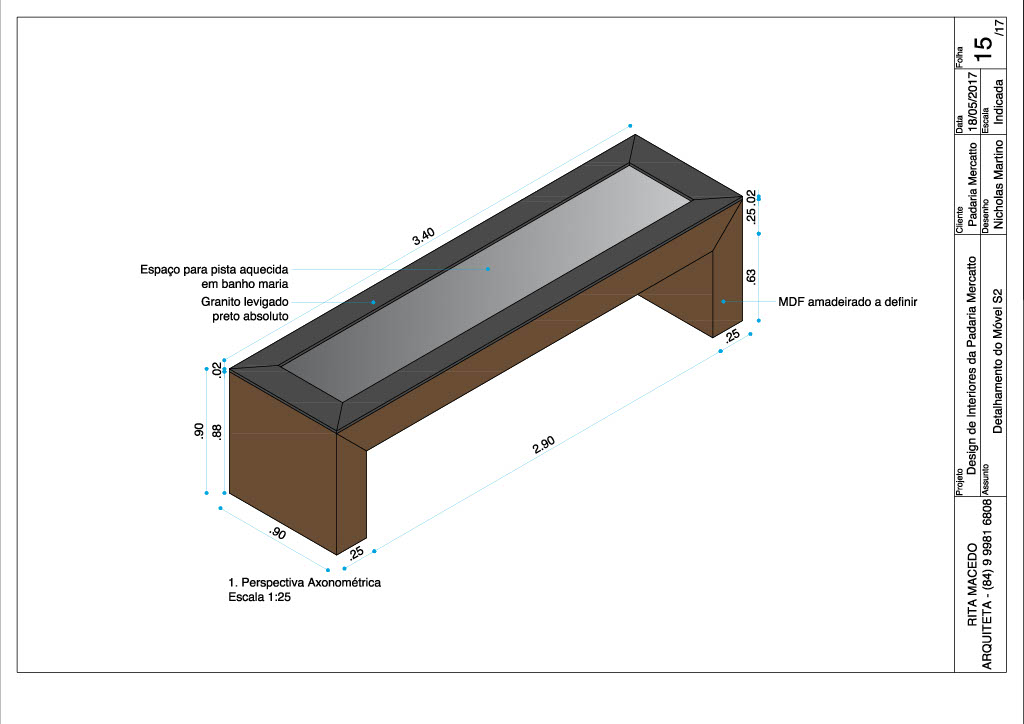 3.40
Espaço para pista aquecida
em banho maria
Granito levigado
preto absoluto
.02
.90
.88
.90
.25
2.90
.25
.25 .02
.63
MDF amadeirado a definir
1. Perspectiva Axonométrica
Escala 1:25
RITA MACEDO
ARQUITETA - (84) 9 9981 6808
Projeto
Design de Interiores da Padaria Mercatto
Assunto
Detalhamento do Móvel S2
Cliente
Padaria Mercatto
Desenho
Nicholas Martino
Data
18/05/2017
Escala
Indicada
Folha
15 /17